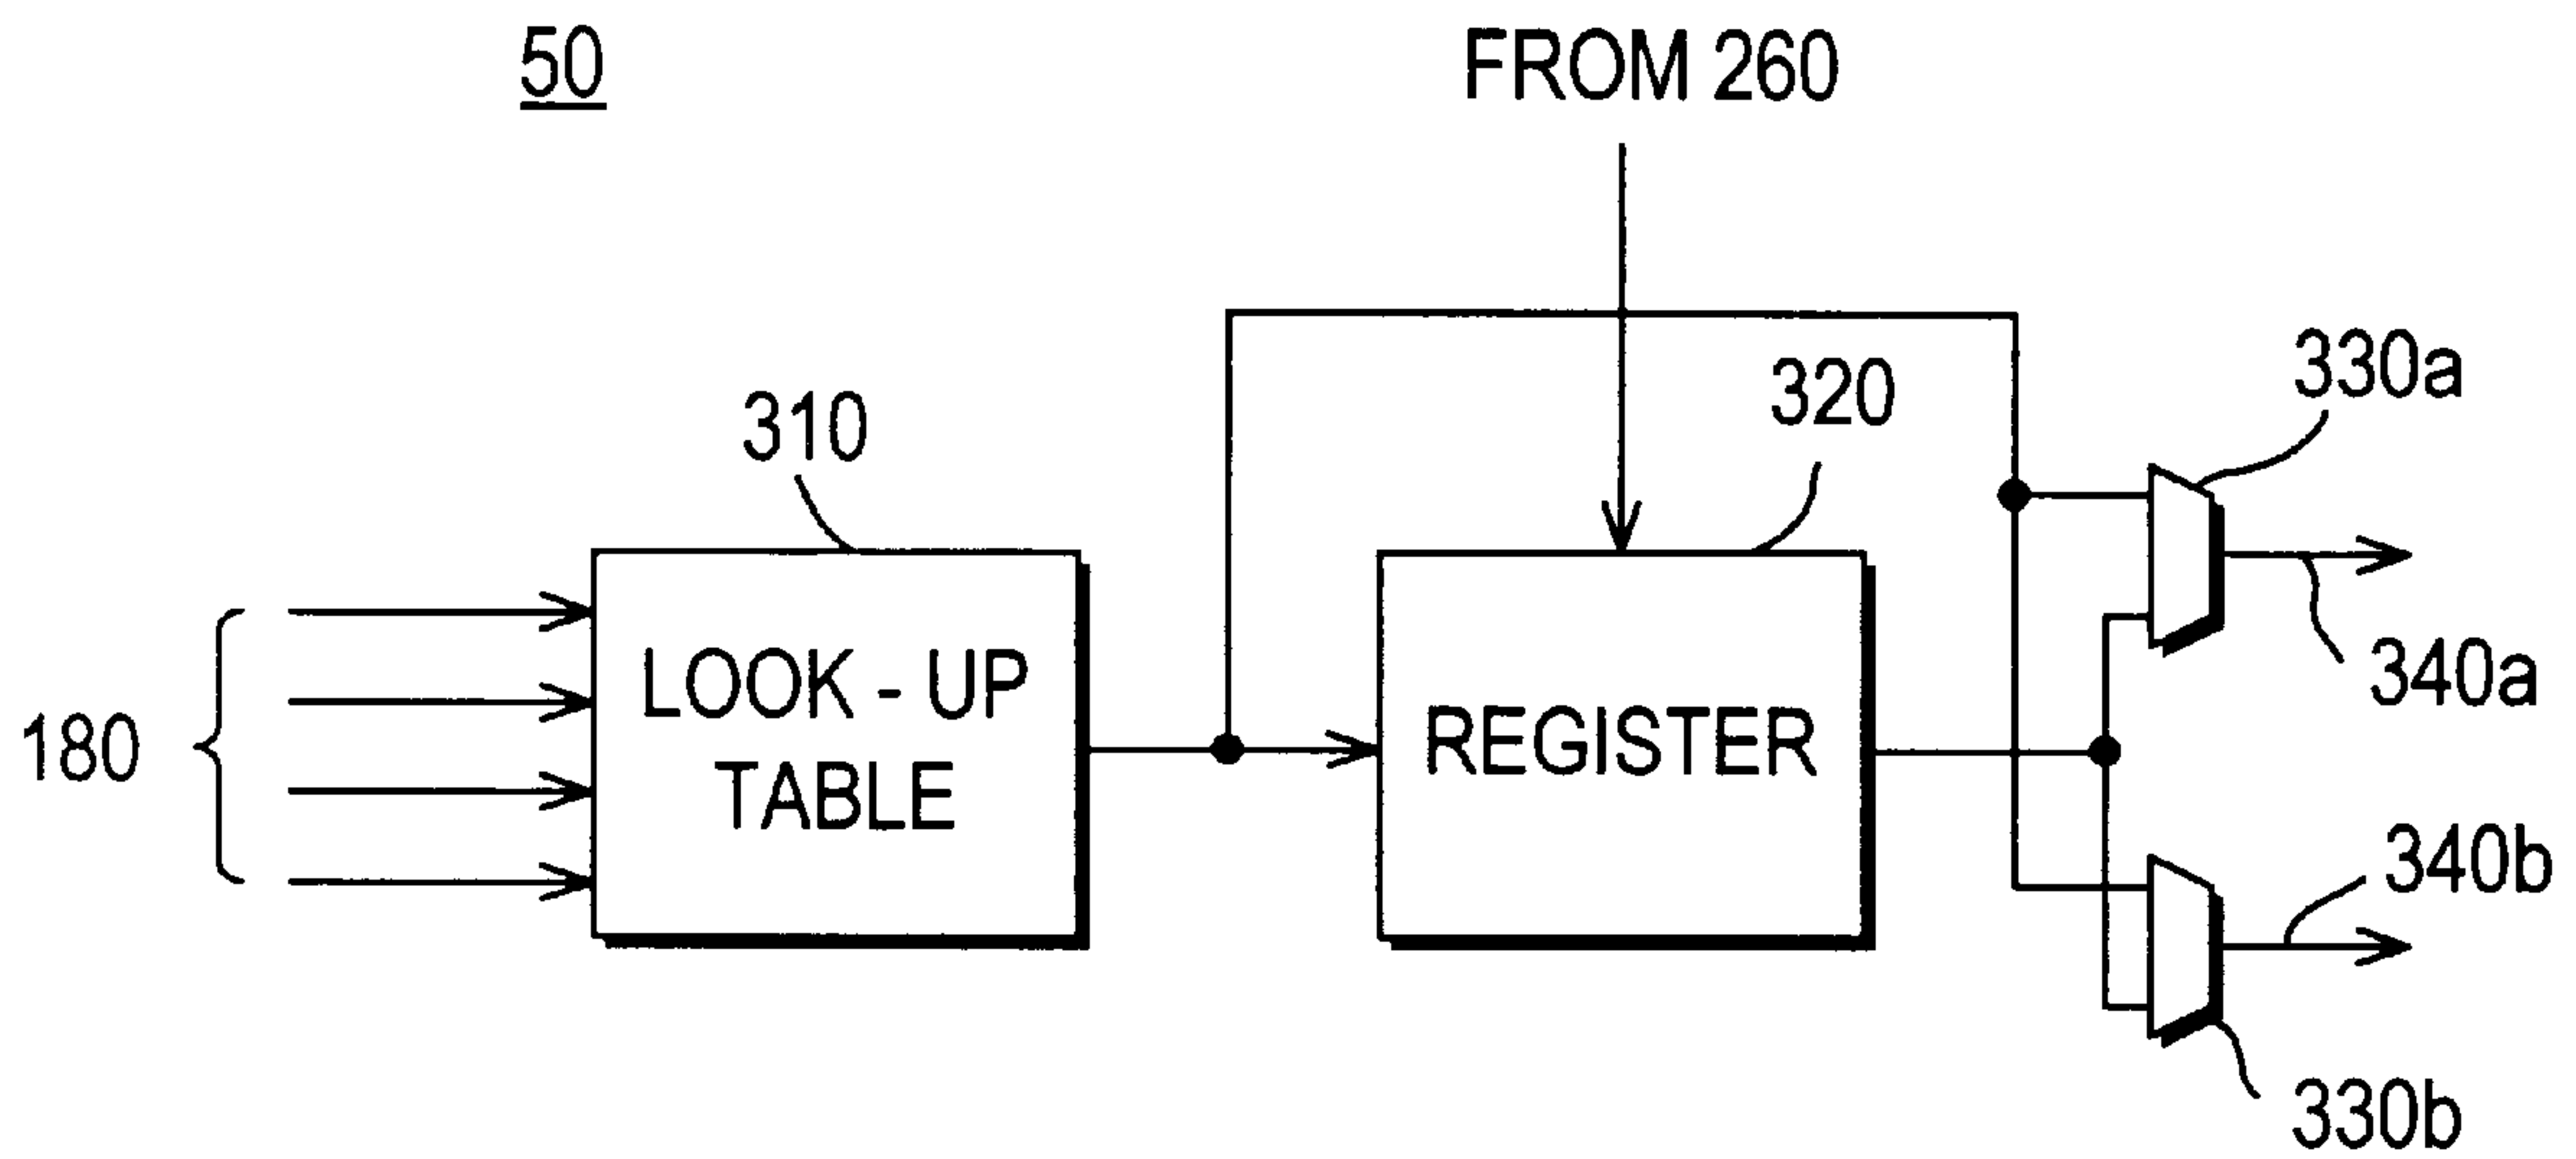 50
FROM 260
330a
320
310
340a
LOOK - UP
TABLE
REGISTER
180
340b
330b